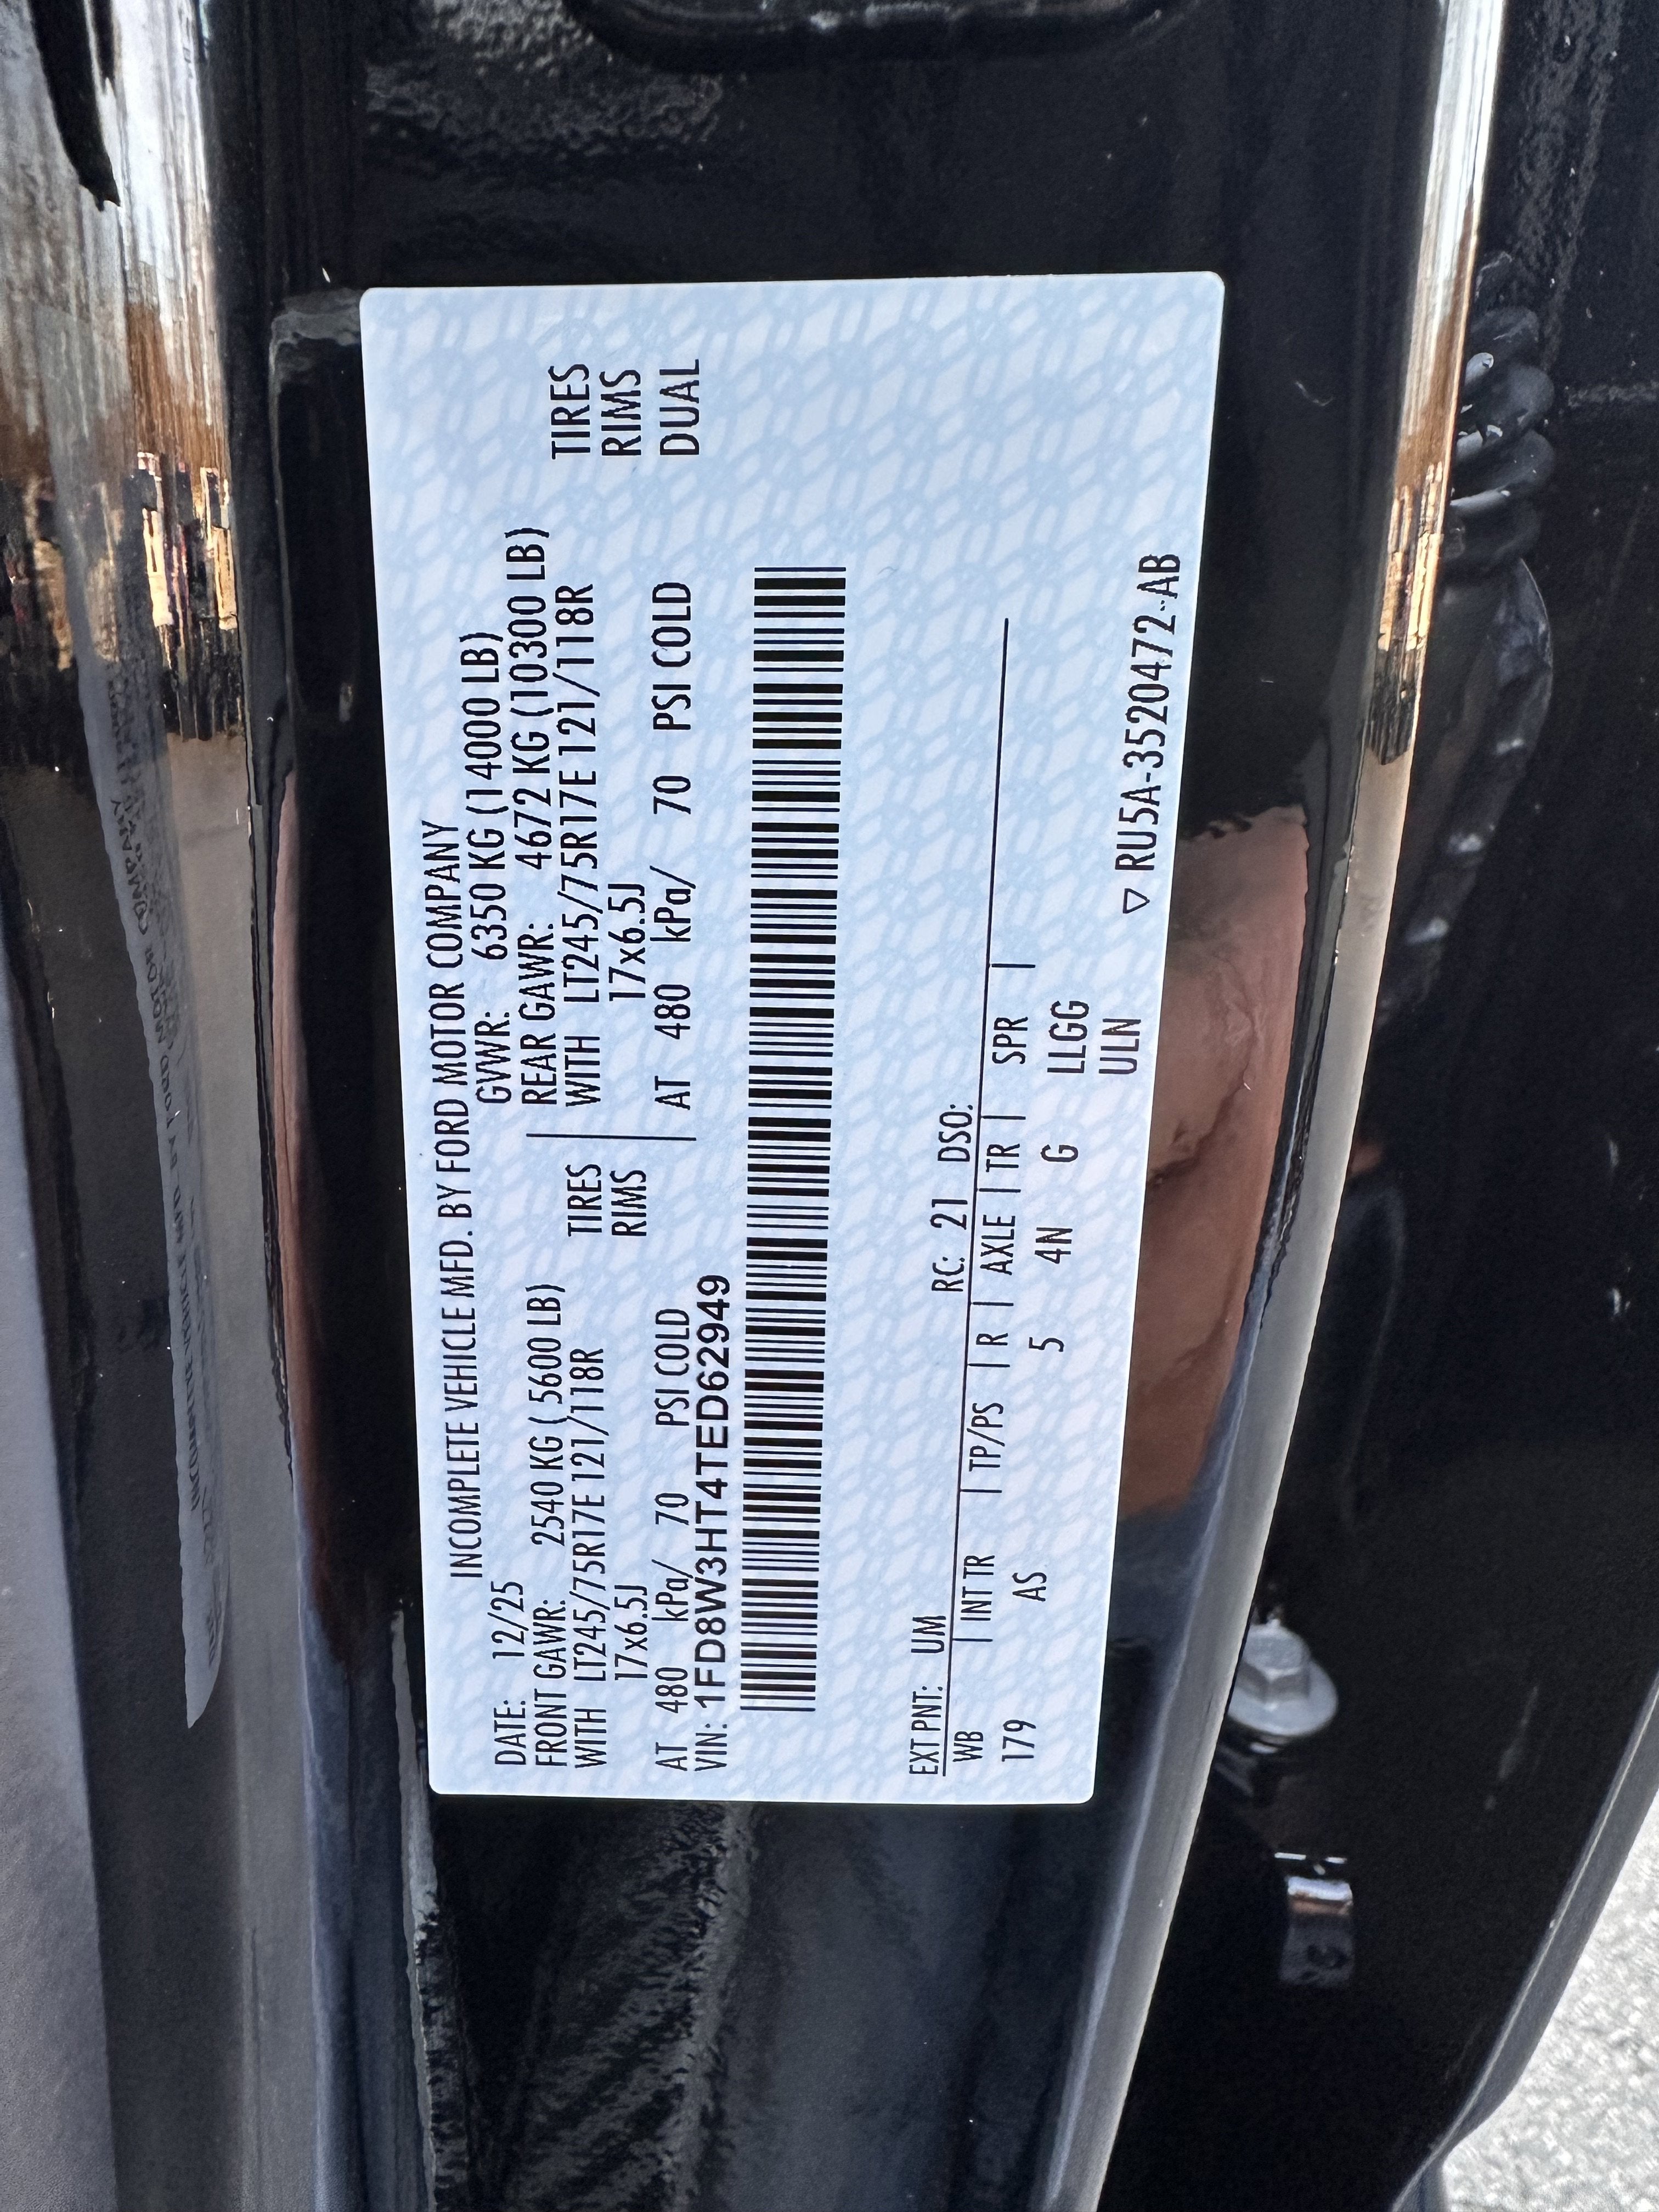 INCOMPLETE VEHICLE MFD. BY FORD MOTOR COMPANY
DATE: 12/25 GVWR: 6350 KG (14000 LB)
FRONT GAWR: 2540 KG ( 5600 LB) REAR GAWR: 4672 KG (10300 LB)
WITH LT245/75R17E 121/118R TIRES WITH LT245/75R17E 121/118R TIRES
17x6.5J RIMS 17x6.5J RIMS
AT 480 kPa/ 70 PSI COLD AT 480 kPa/ 70 PSI COLD DUAL
VIN: 1FD8W3HT4TED62949
EXT PNT: UM RC: 21 DSO:
WB | INT TR | TP/PS | R | AXLE | TR | SPR |
179 AS 5 4N G LLGG
ULN
▽ RU5A-3520472-AB